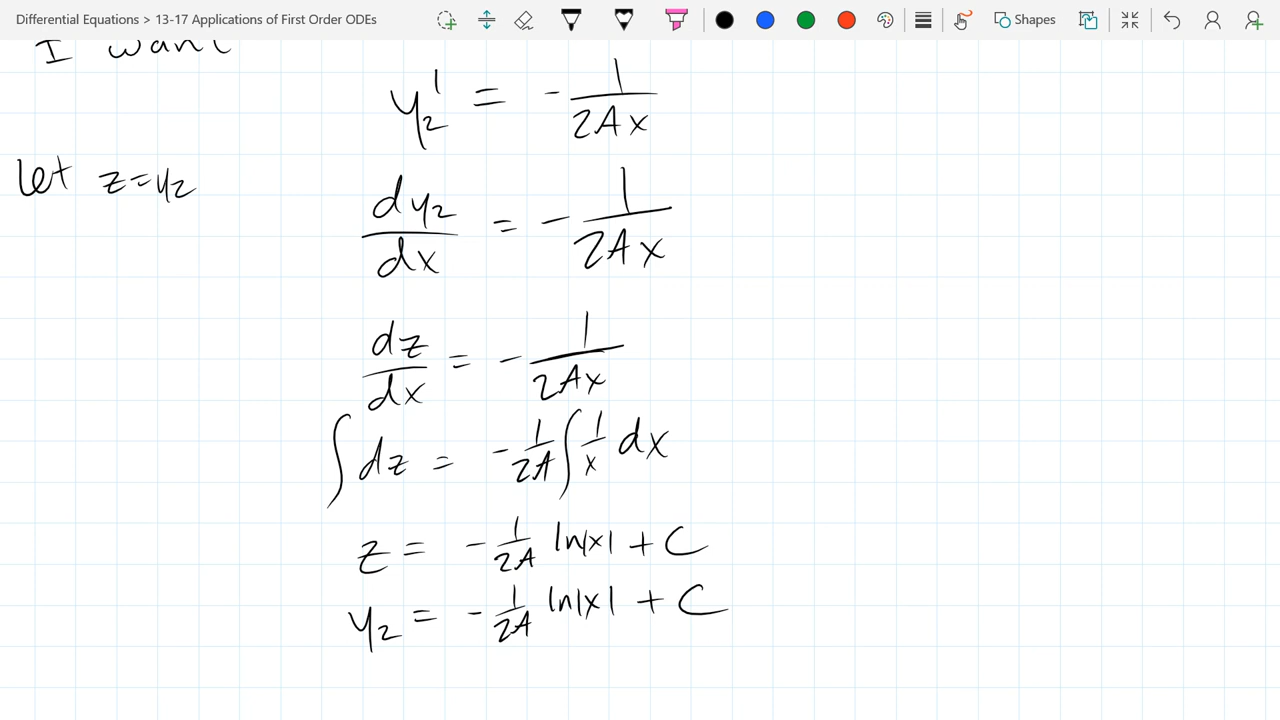 Differential Equations > 13-17 Applications of First Order ODEs
Shapes
I want
y₂' = - 1/(2Ax)
Let z=y₂
dy₂/dx = - 1/(2Ax)
dz/dx = - 1/(2Ax)
∫dz = - 1/(2A) ∫ 1/x dx
z = - 1/(2A) ln|x| + C
y₂ = - 1/(2A) ln|x| + C